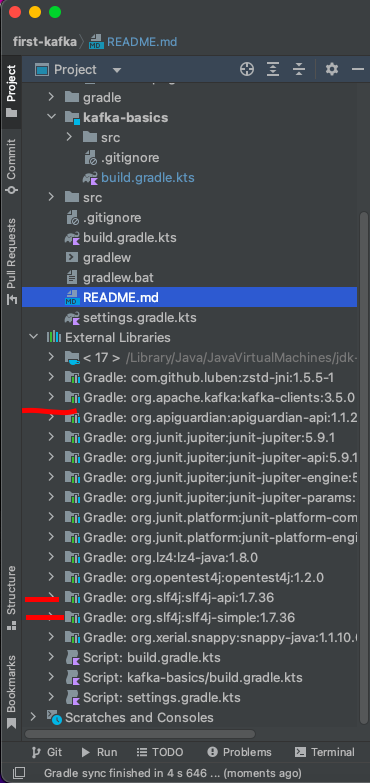 first-kafka
README.md
Project
Project
gradle
kafka-basics
src
.gitignore
build.gradle.kts
src
.gitignore
build.gradle.kts
gradlew
gradlew.bat
README.md
settings.gradle.kts
External Libraries
< 17 > /Library/Java/JavaVirtualMachines/jdk-
Gradle: com.github.luben:zstd-jni:1.5.5-1
Gradle: org.apache.kafka:kafka-clients:3.5.0
Gradle: org.apiguardian:apiguardian-api:1.1.2
Gradle: org.junit.jupiter:junit-jupiter:5.9.1
Gradle: org.junit.jupiter:junit-jupiter-api:5.9.1
Gradle: org.junit.jupiter:junit-jupiter-engine:5
Gradle: org.junit.jupiter:junit-jupiter-params:
Gradle: org.junit.platform:junit-platform-com
Gradle: org.junit.platform:junit-platform-engi
Gradle: org.lz4:lz4-java:1.8.0
Gradle: org.opentest4j:opentest4j:1.2.0
Gradle: org.slf4j:slf4j-api:1.7.36
Gradle: org.slf4j:slf4j-simple:1.7.36
Gradle: org.xerial.snappy:snappy-java:1.1.10.
Script: build.gradle.kts
Script: kafka-basics/build.gradle.kts
Script: settings.gradle.kts
Scratches and Consoles
Commit
Pull Requests
Structure
Bookmarks
Git
Run
TODO
Problems
Terminal
Gradle sync finished in 4 s 646 ... (moments ago)